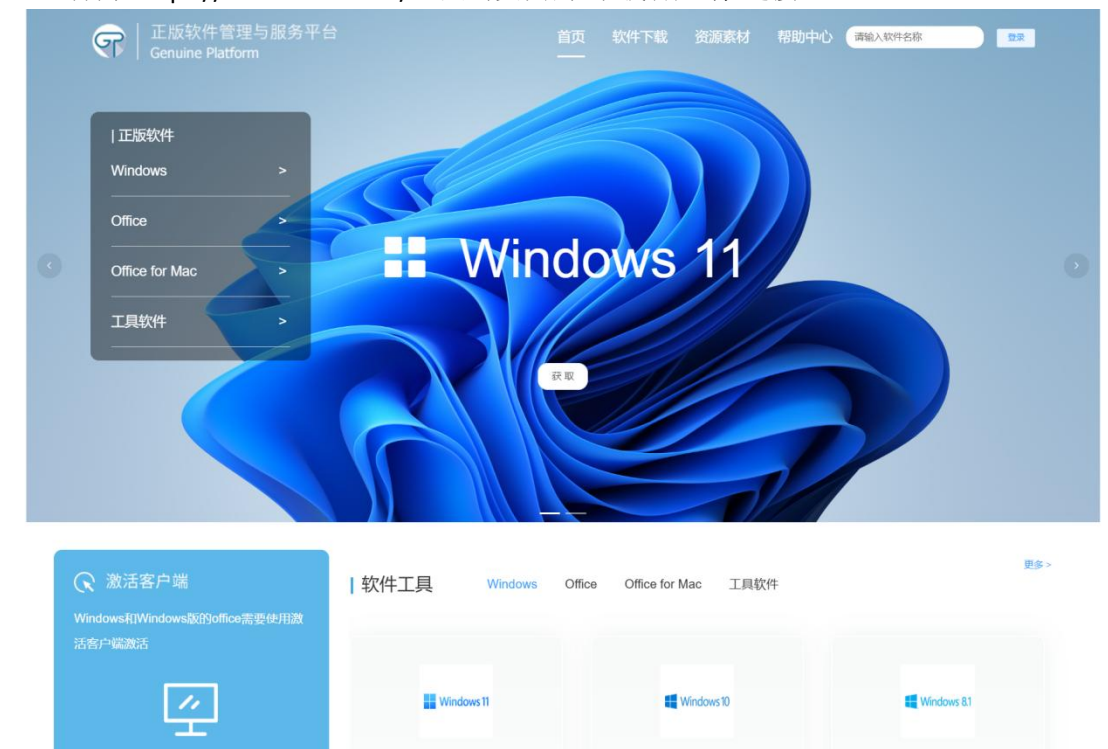 正版软件管理与服务平台
Genuine Platform
首页 软件下载 资源素材 帮助中心 请输入软件名称 登录
| 正版软件
Windows >
Office >
Office for Mac >
工具软件 >
Windows 11
获取
激活客户端
Windows和Windows版的office需要使用激
活客户端激活
软件工具 Windows Office Office for Mac 工具软件 更多 >
Windows 11
Windows 10
Windows 8.1